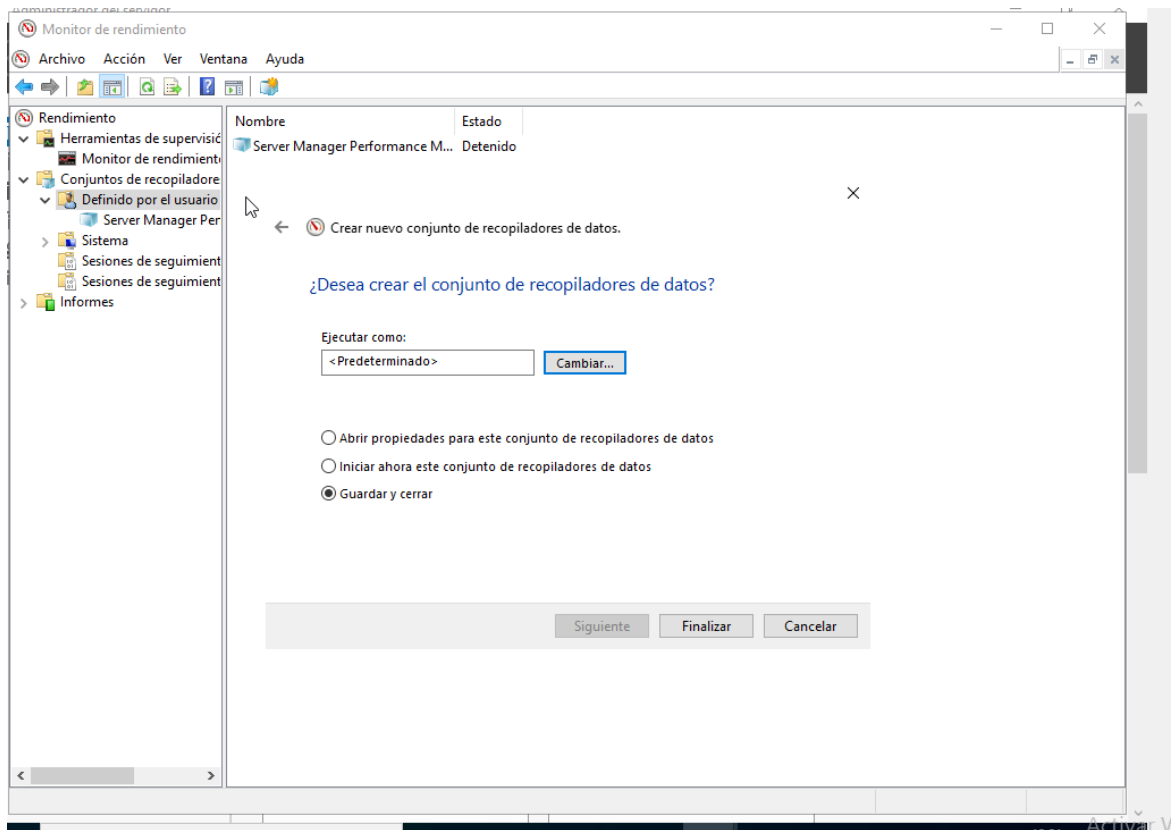 Administrador del servidor
Monitor de rendimiento
Archivo Acción Ver Ventana Ayuda
Rendimiento
Herramientas de supervisió
Monitor de rendimient
Conjuntos de recopiladore
Definido por el usuario
Server Manager Per
Sistema
Sesiones de seguimient
Sesiones de seguimient
Informes
Nombre Estado
Server Manager Performance M... Detenido
Crear nuevo conjunto de recopiladores de datos.
¿Desea crear el conjunto de recopiladores de datos?
Ejecutar como:
<Predeterminado> Cambiar...
Abrir propiedades para este conjunto de recopiladores de datos
Iniciar ahora este conjunto de recopiladores de datos
Guardar y cerrar
Siguiente Finalizar Cancelar
Activar